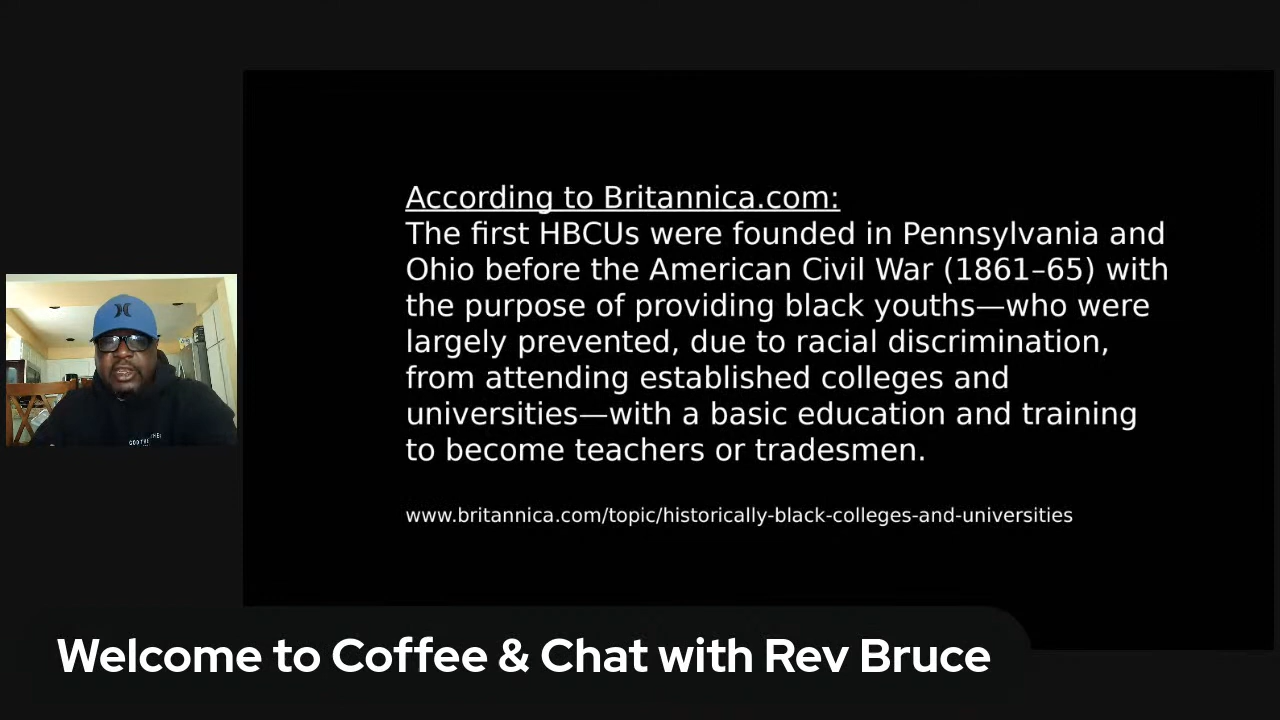 According to Britannica.com:
The first HBCUs were founded in Pennsylvania and
Ohio before the American Civil War (1861–65) with
the purpose of providing black youths—who were
largely prevented, due to racial discrimination,
from attending established colleges and
universities—with a basic education and training
to become teachers or tradesmen.
www.britannica.com/topic/historically-black-colleges-and-universities
Welcome to Coffee & Chat with Rev Bruce